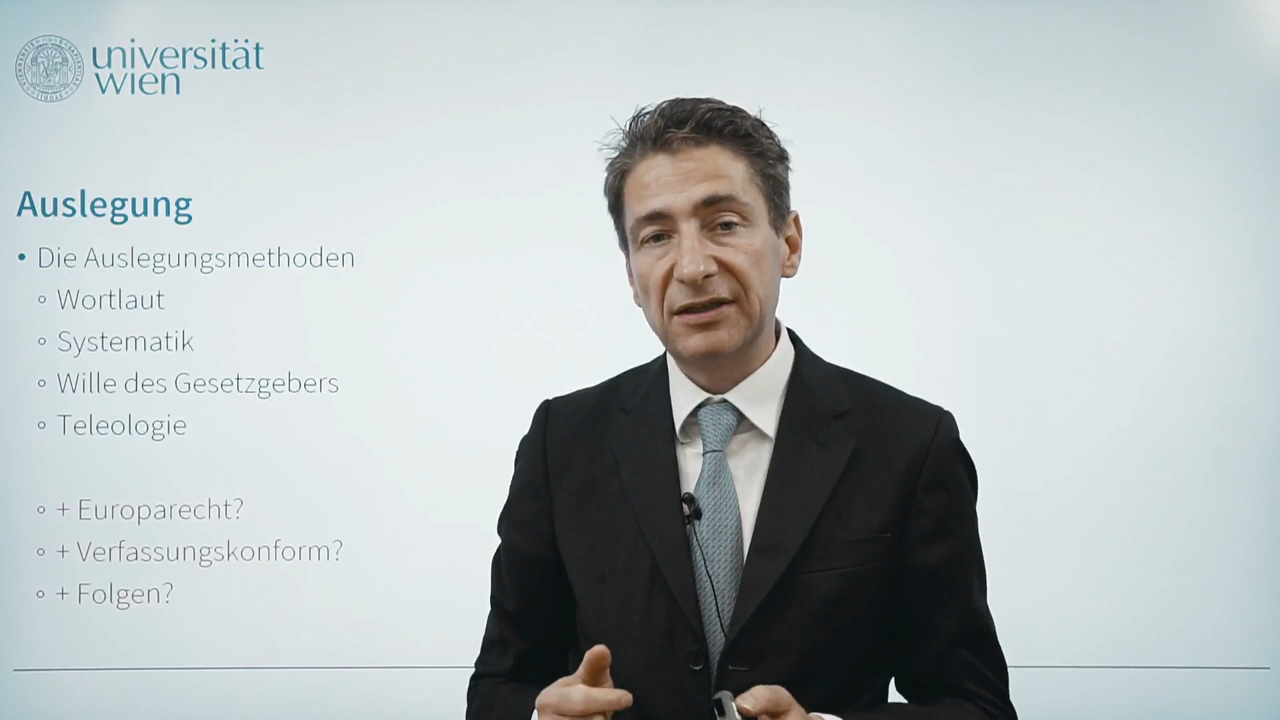 universität
wien
Auslegung
• Die Auslegungsmethoden
◦ Wortlaut
◦ Systematik
◦ Wille des Gesetzgebers
◦ Teleologie
◦ + Europarecht?
◦ + Verfassungskonform?
◦ + Folgen?